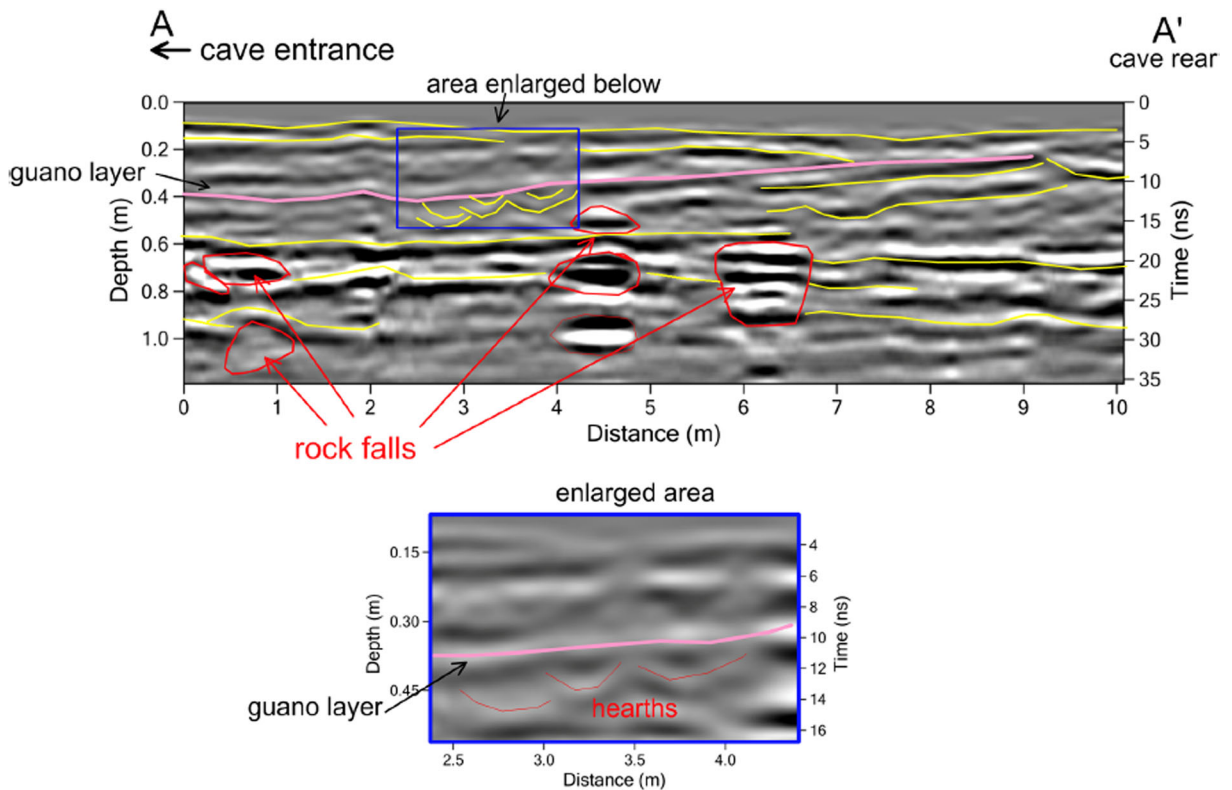 A
A'
← cave entrance
cave rear
area enlarged below
0.0
0
0.2
5
guano layer
0.4
10
0.6
15
0.8
20
1.0
25
30
35
Depth (m)
Time (ns)
0 1 2 3 4 5 6 7 8 9 10
Distance (m)
rock falls
enlarged area
0.15
4
6
0.30
8
10
0.45
12
14
16
Depth (m)
Time (ns)
guano layer
hearths
2.5 3.0 3.5 4.0
Distance (m)